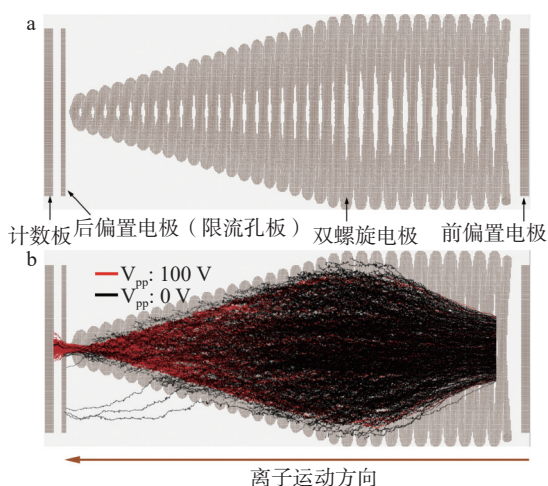 a
计数板
后偏置电极（限流孔板）
双螺旋电极
前偏置电极
b
Vpp: 100 V
Vpp: 0 V
离子运动方向